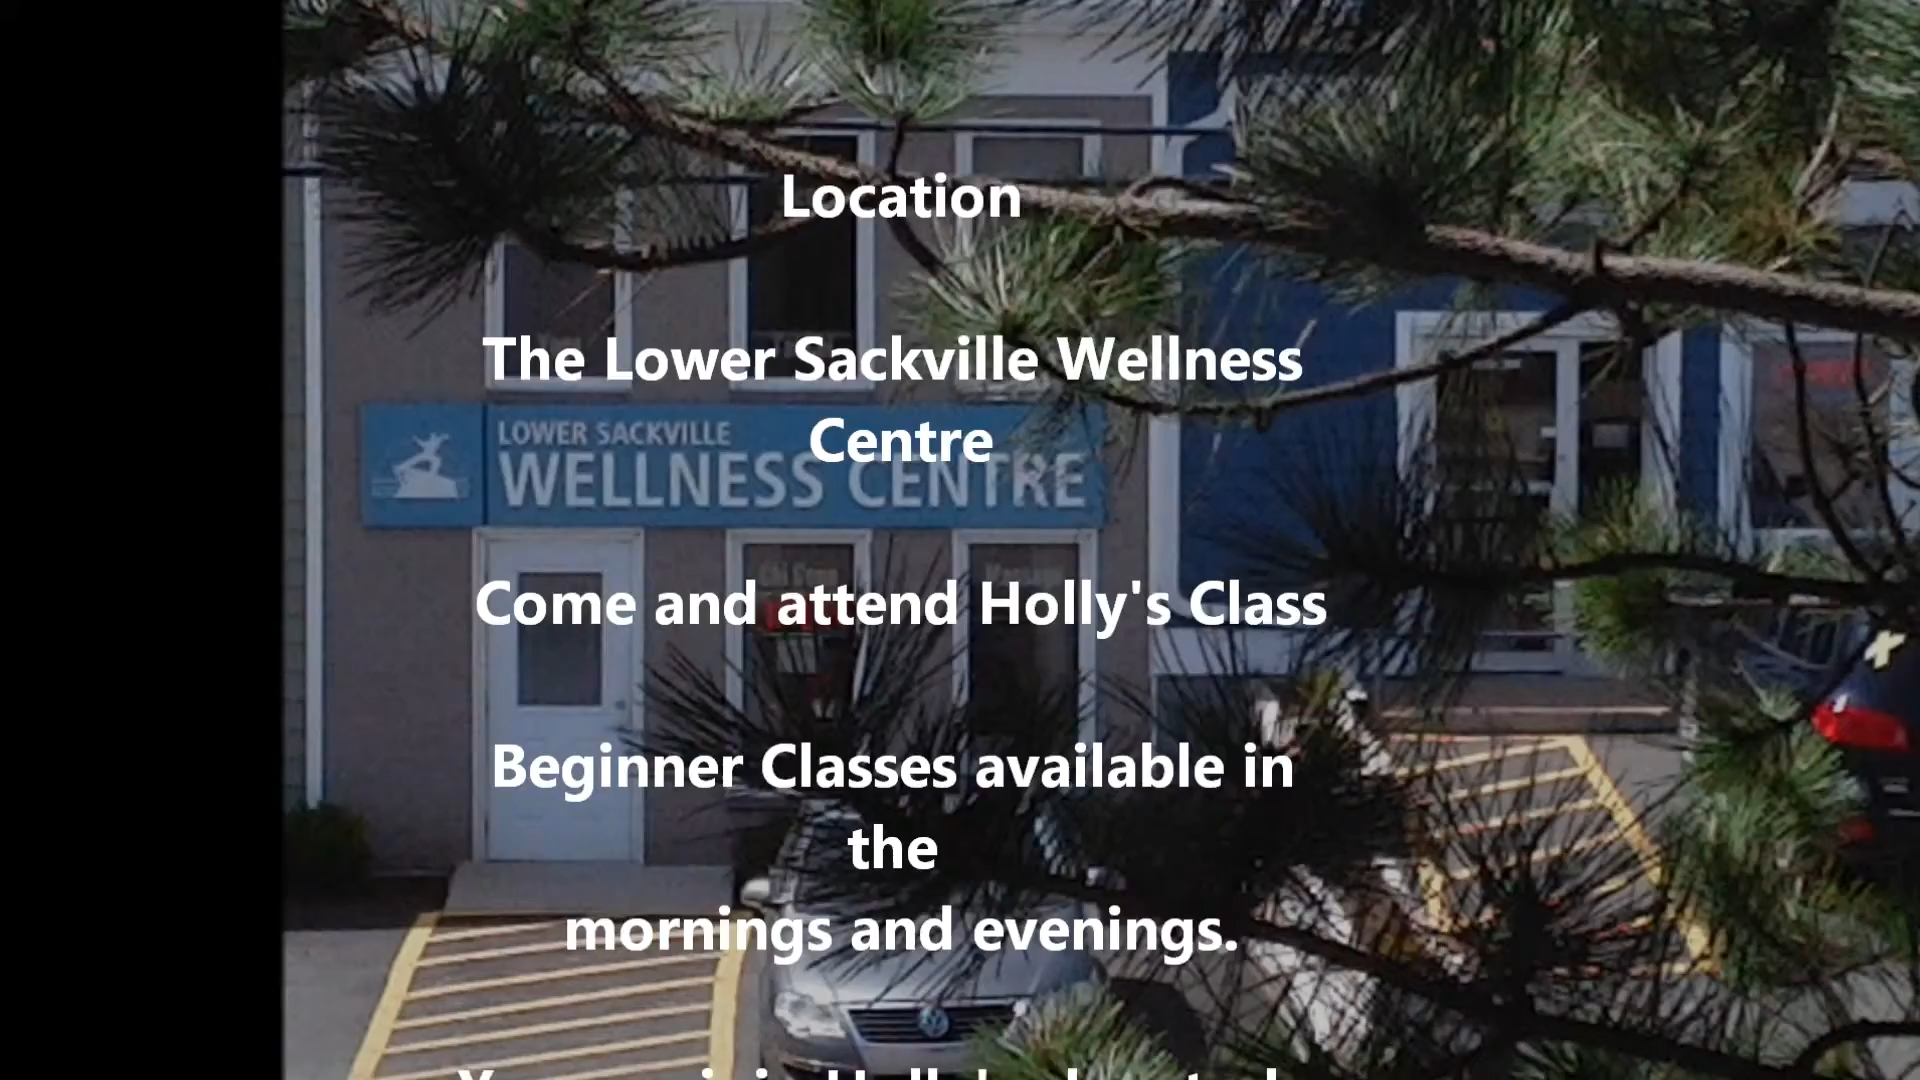 Location
The Lower Sackville Wellness
Centre
LOWER SACKVILLE
WELLNESS CENTRE
Come and attend Holly's Class
Beginner Classes available in
the
mornings and evenings.